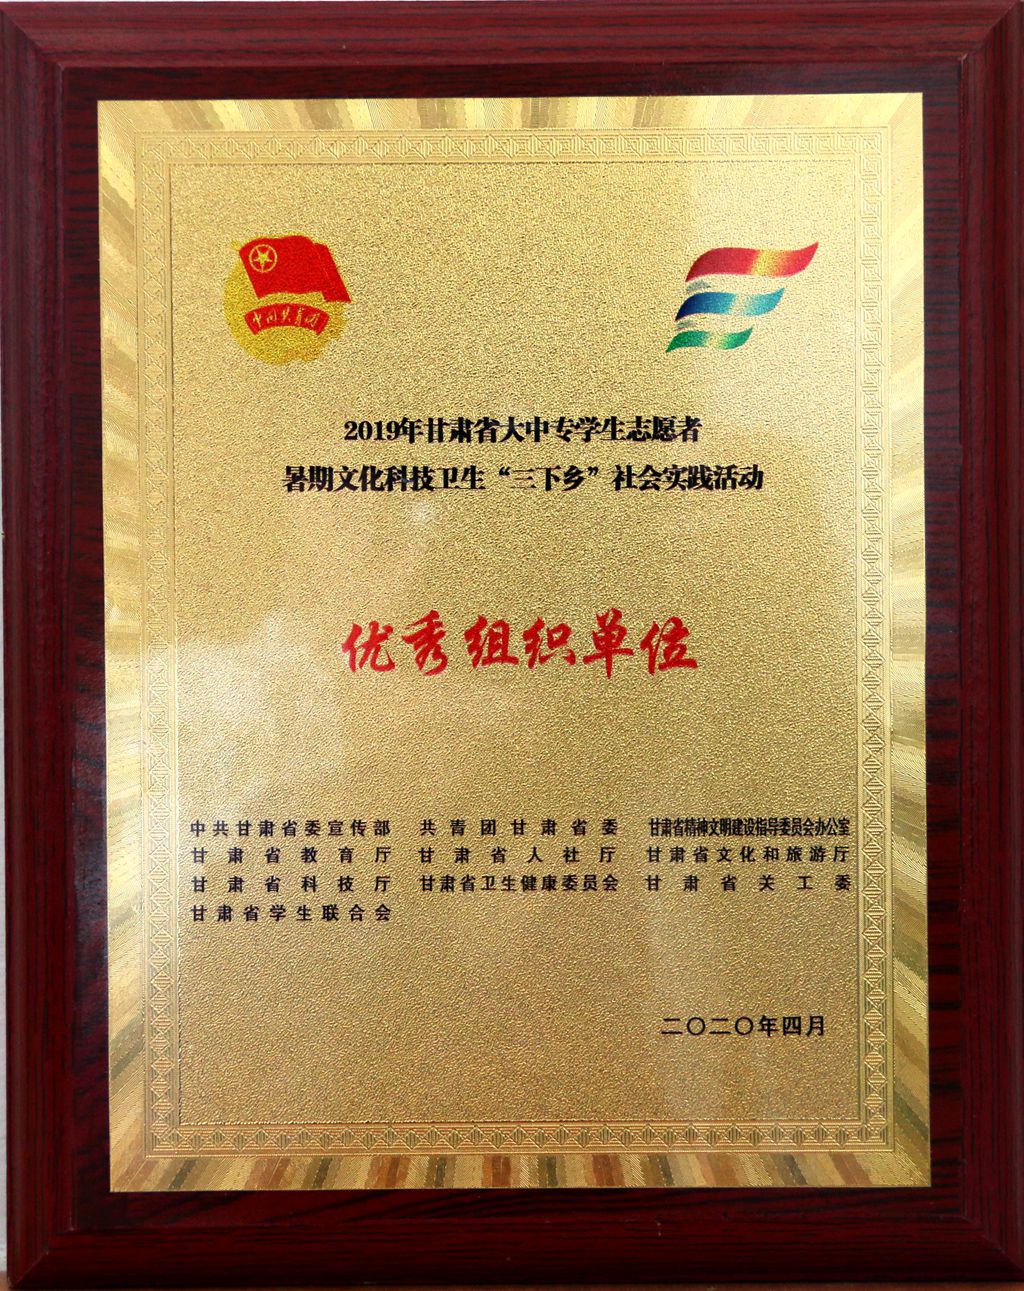 中国共青团
2019年甘肃省大中专学生志愿者
暑期文化科技卫生“三下乡”社会实践活动
优秀组织单位
中共甘肃省委宣传部 共青团甘肃省委 甘肃省精神文明建设指导委员会办公室
甘肃省教育厅 甘肃省人社厅 甘肃省文化和旅游厅
甘肃省科技厅 甘肃省卫生健康委员会 甘肃省关工委
甘肃省学生联合会
二〇二〇年四月